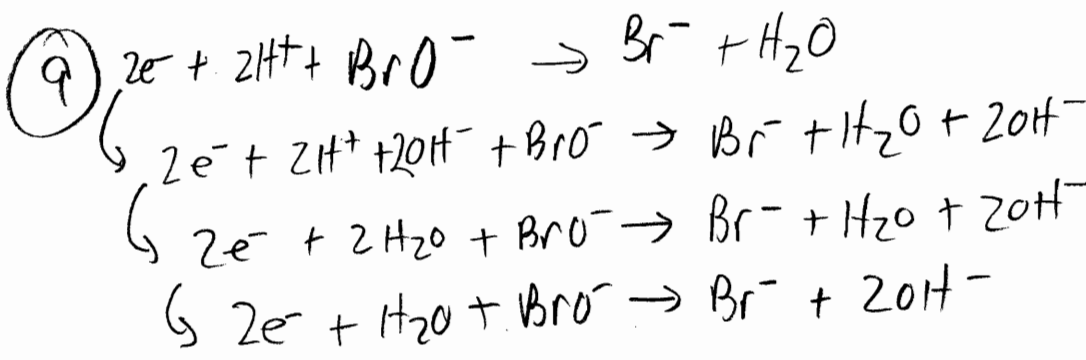 9 2e⁻ + 2H⁺ + BrO⁻ → Br⁻ + H₂O
2e⁻ + 2H⁺ + 2OH⁻ + BrO⁻ → Br⁻ + H₂O + 2OH⁻
2e⁻ + 2H₂O + BrO⁻ → Br⁻ + H₂O + 2OH⁻
2e⁻ + H₂O + BrO⁻ → Br⁻ + 2OH⁻